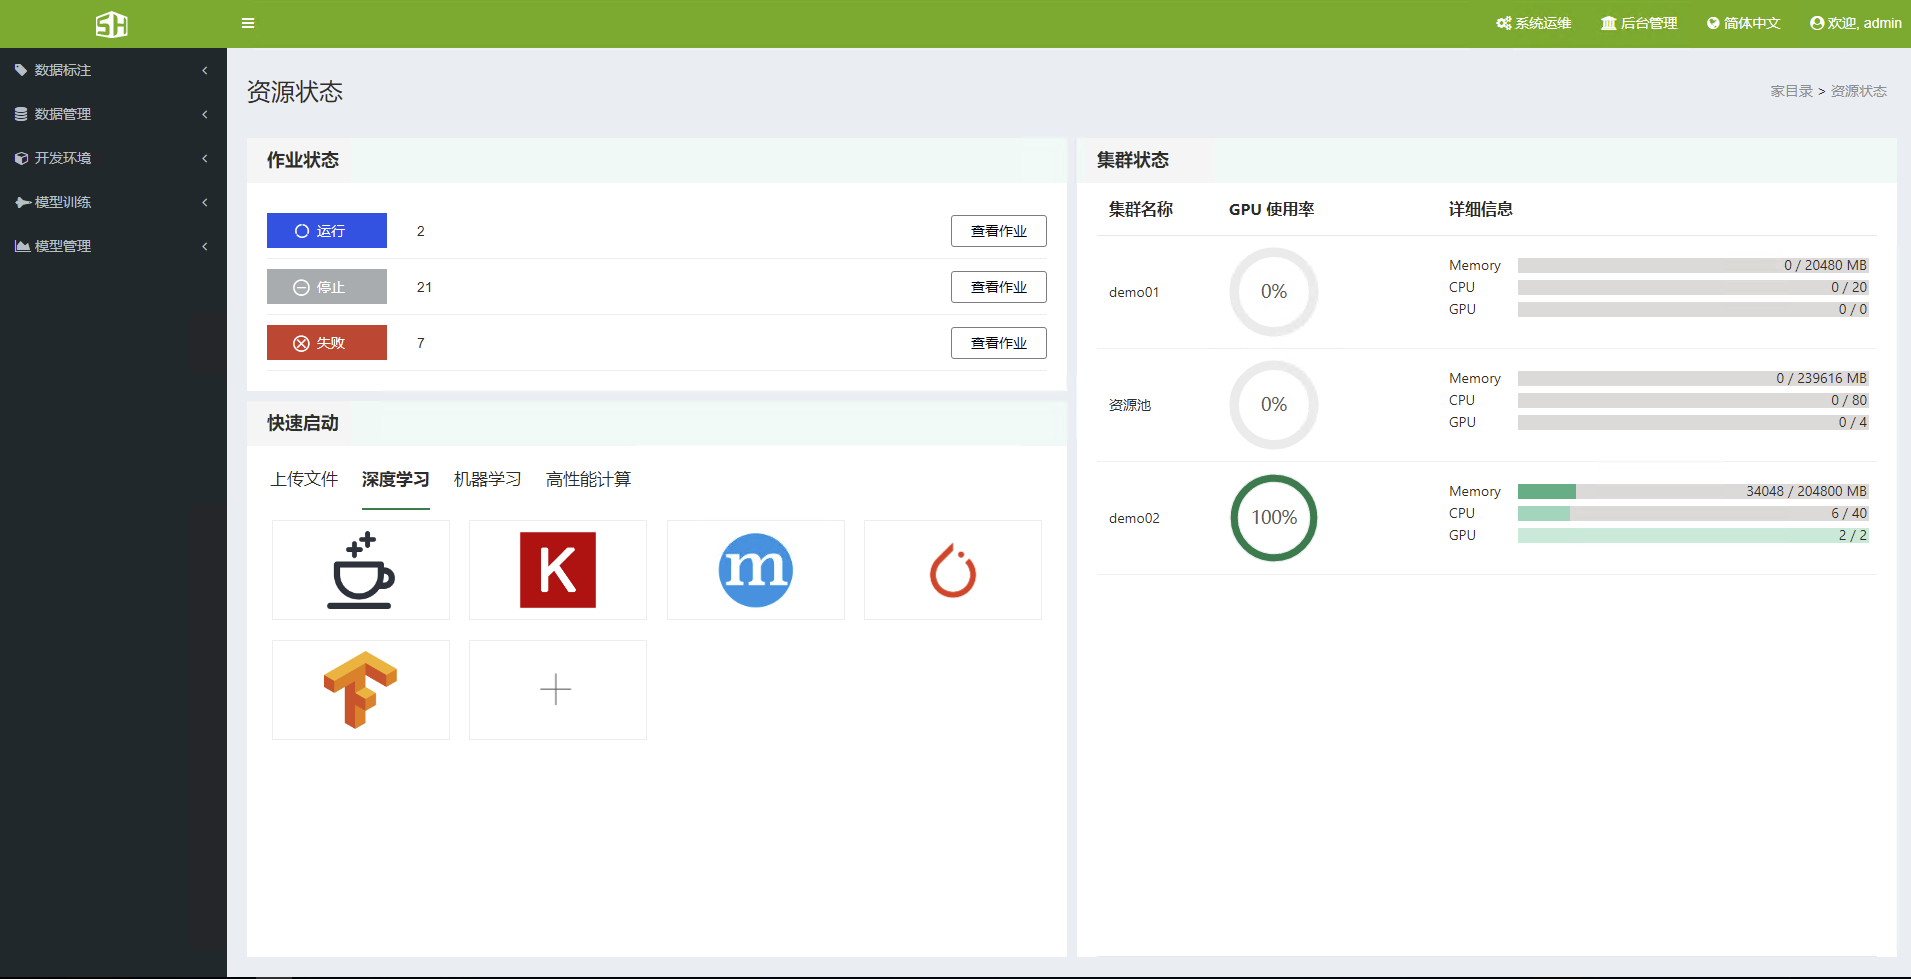 SH
系统运维 后台管理 简体中文 欢迎, admin
数据标注
数据管理
开发环境
模型训练
模型管理
资源状态
家目录 > 资源状态
作业状态
运行 2 查看作业
停止 21 查看作业
失败 7 查看作业
快速启动
上传文件 深度学习 机器学习 高性能计算
K
m
集群状态
集群名称 GPU 使用率 详细信息
demo01 0%
Memory 0 / 20480 MB
CPU 0 / 20
GPU 0 / 0
资源池 0%
Memory 0 / 239616 MB
CPU 0 / 80
GPU 0 / 4
demo02 100%
Memory 34048 / 204800 MB
CPU 6 / 40
GPU 2 / 2